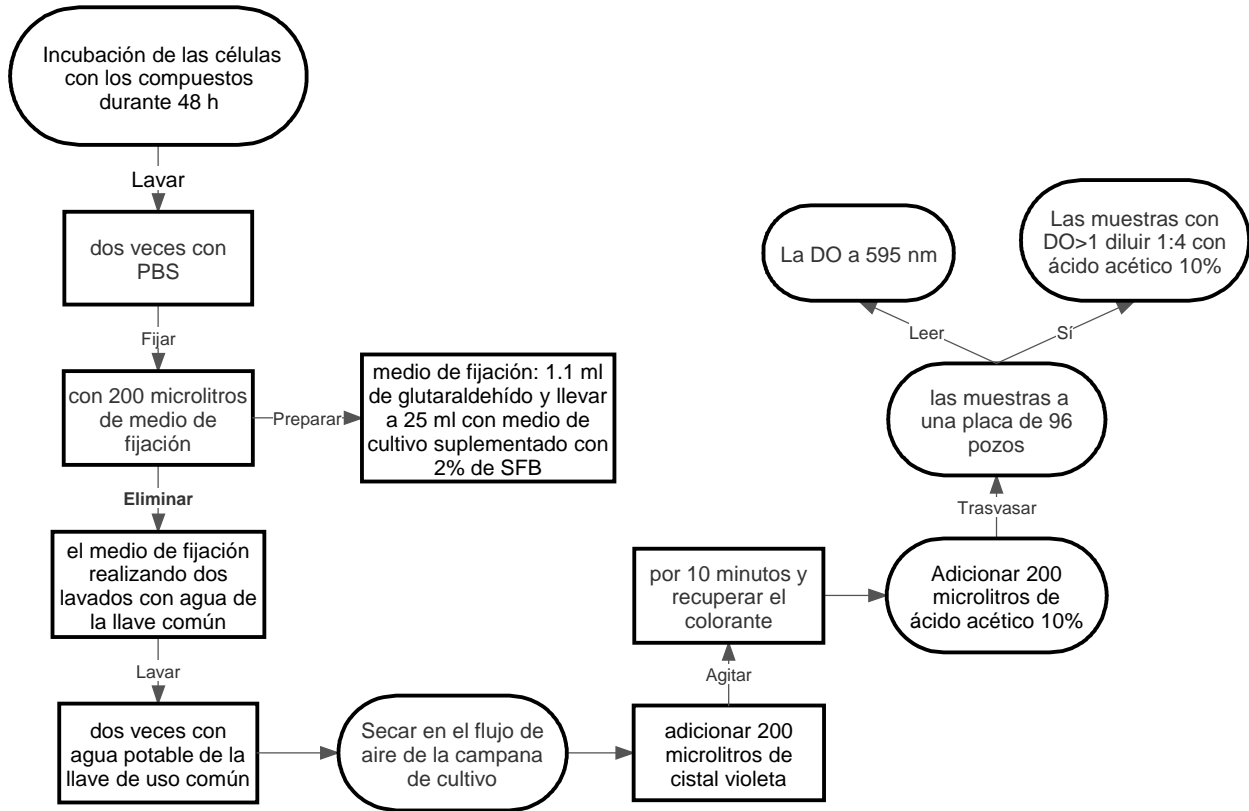 Incubación de las células
con los compuestos
durante 48 h
Lavar
dos veces con
PBS
Fijar
con 200 microlitros
de medio de
fijación
Preparar
medio de fijación: 1.1 ml
de glutaraldehído y llevar
a 25 ml con medio de
cultivo suplementado con
2% de SFB
Eliminar
el medio de fijación
realizando dos
lavados con agua de
la llave común
Lavar
dos veces con
agua potable de la
llave de uso común
Secar en el flujo de
aire de la campana
de cultivo
adicionar 200
microlitros de
cistal violeta
Agitar
por 10 minutos y
recuperar el
colorante
Adicionar 200
microlitros de
ácido acético 10%
Trasvasar
las muestras a
una placa de 96
pozos
Leer
La DO a 595 nm
Sí
Las muestras con
DO>1 diluir 1:4 con
ácido acético 10%